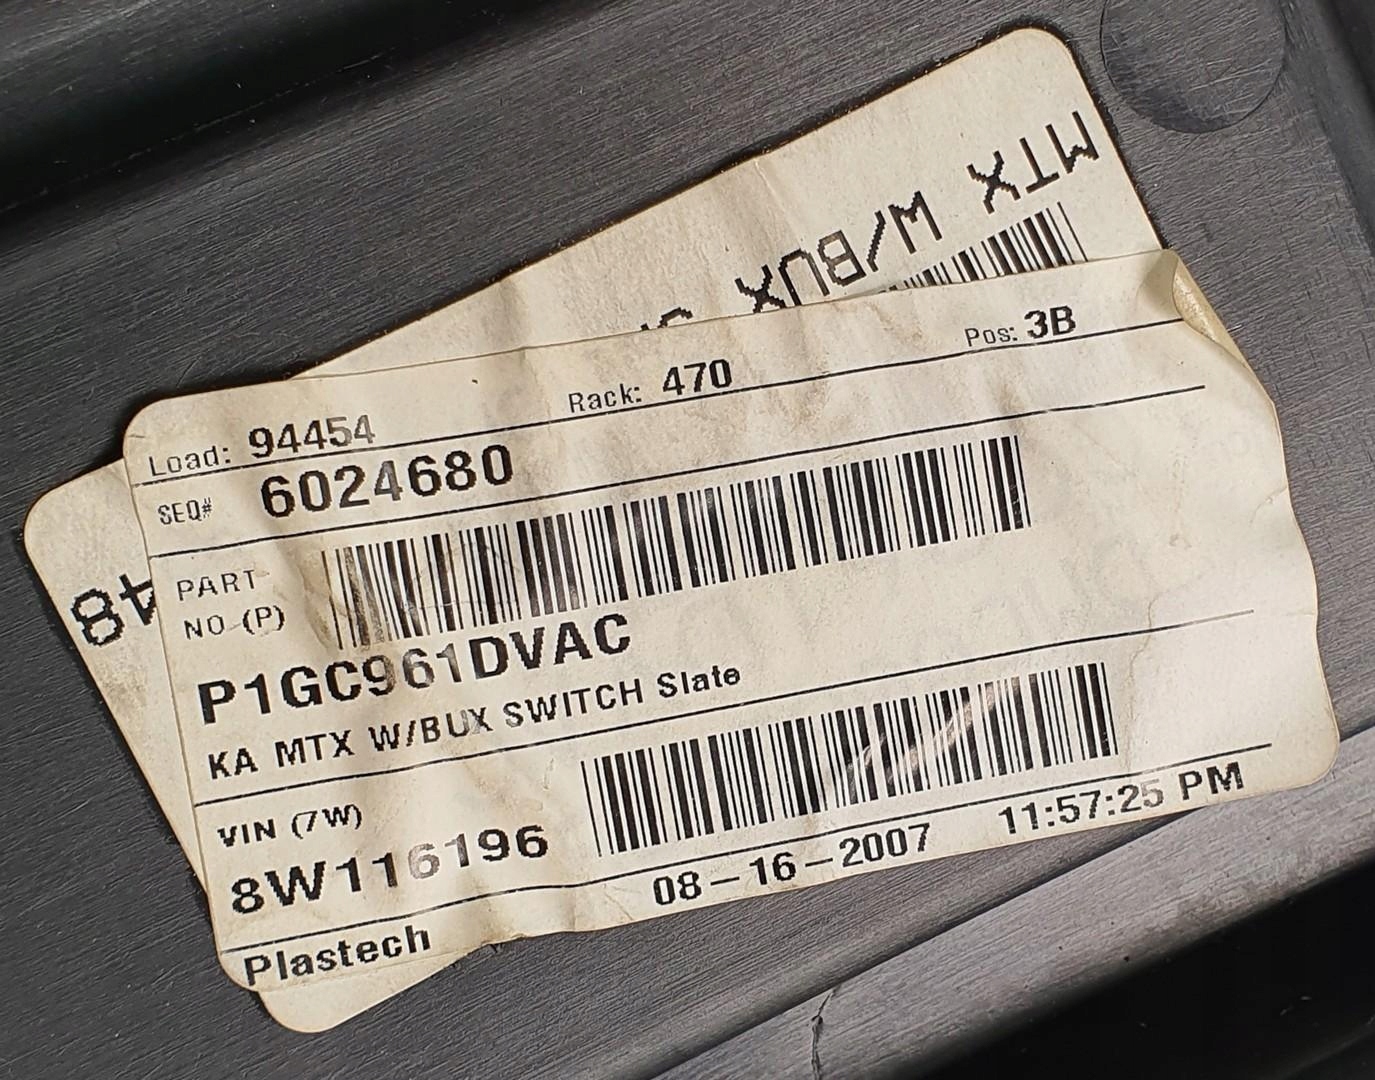 MTX W/BUX S
48
Load: 94454 Rack: 470 Pos: 3B
SEQ# 6024680
PART
NO (P)
P1GC961DVAC
KA MTX W/BUX SWITCH Slate
VIN (7W)
8W116196
08-16-2007 11:57:25 PM
Plastech